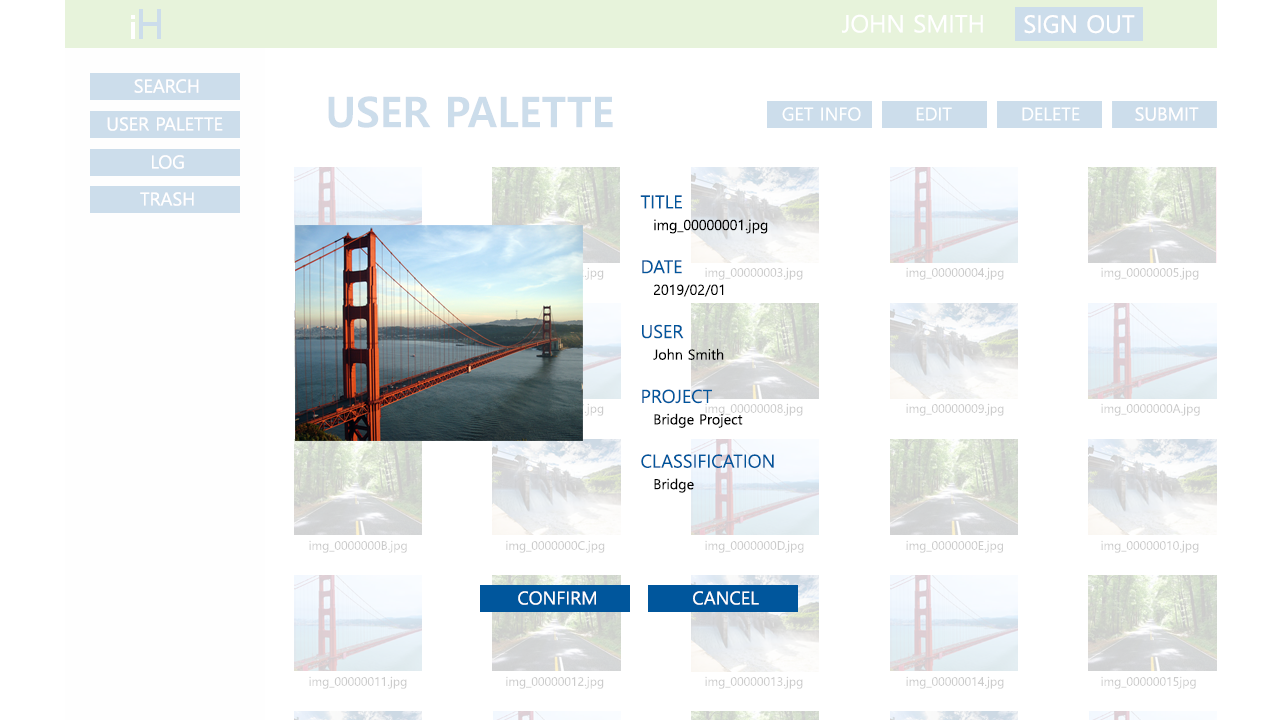 iH
JOHN SMITH
SIGN OUT
SEARCH
USER PALETTE
LOG
TRASH
USER PALETTE
GET INFO
EDIT
DELETE
SUBMIT
TITLE
img_00000001.jpg
DATE
2019/02/01
USER
John Smith
PROJECT
Bridge Project
CLASSIFICATION
Bridge
CONFIRM
CANCEL
.jpg
img_00000003.jpg
img_00000004.jpg
img_00000005.jpg
.jpg
img_00000008.jpg
img_00000009.jpg
img_0000000A.jpg
img_0000000B.jpg
img_0000000C.jpg
img_0000000D.jpg
img_0000000E.jpg
img_00000010.jpg
img_00000011.jpg
img_00000012.jpg
img_00000013.jpg
img_00000014.jpg
img_00000015jpg